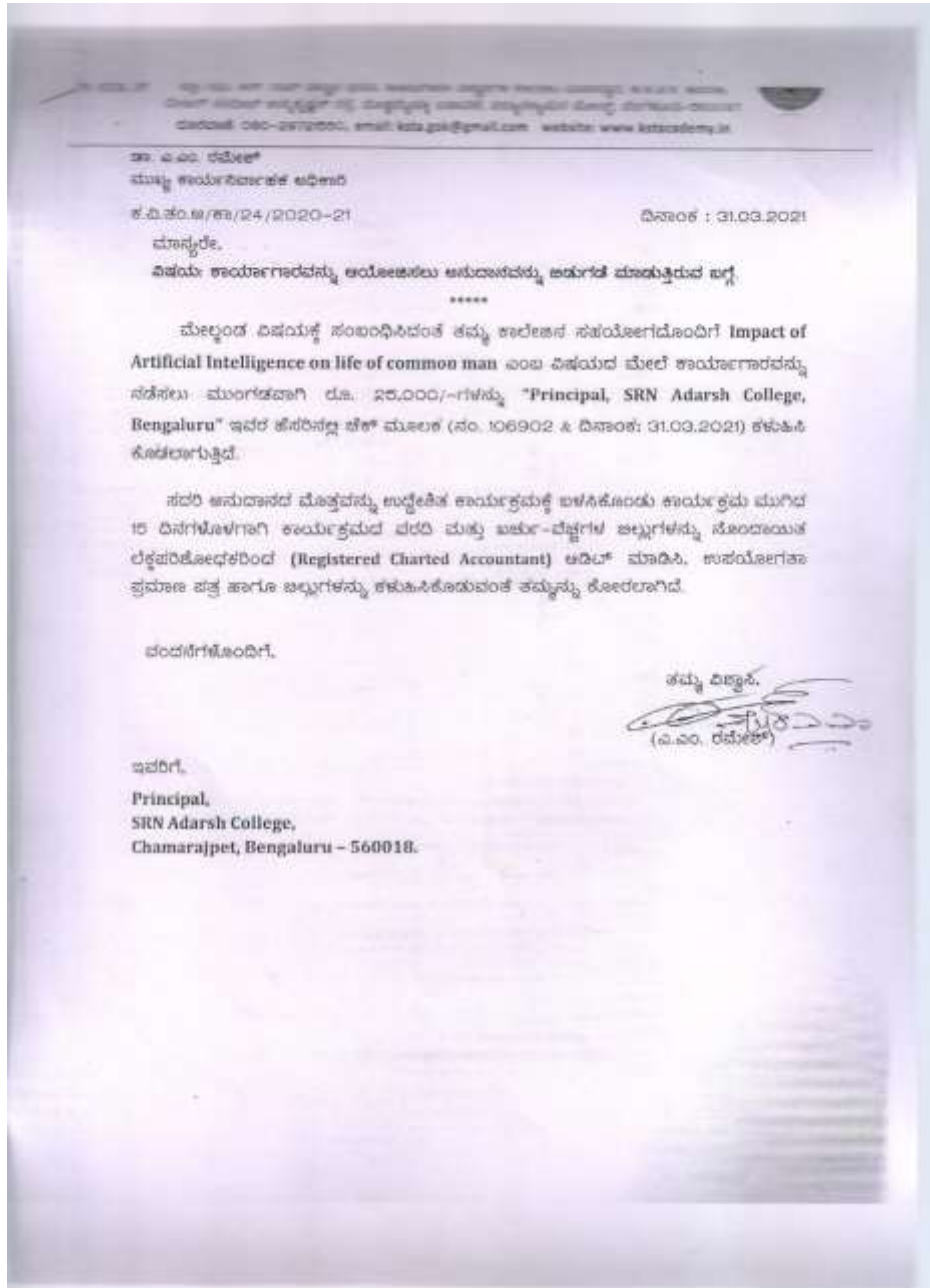 ದೂರವಾಣಿ: email: ksta.gok@gmail.com website: www.kstacademy.in
ಡಾ. ಎ.ಎಂ. ರಮೇಶ್
ಮುಖ್ಯ ಕಾರ್ಯನಿರ್ವಾಹಕ ಅಧಿಕಾರಿ
ಕ.ವಿ.ತಂ.ಅ/ಕಾ/24/2020-21 ದಿನಾಂಕ : 31.03.2021
ಮಾನ್ಯರೇ,
ವಿಷಯ: ಕಾರ್ಯಾಗಾರವನ್ನು ಆಯೋಜಿಸಲು ಅನುದಾನವನ್ನು ಬಿಡುಗಡೆ ಮಾಡುತ್ತಿರುವ ಬಗ್ಗೆ.
*****
ಮೇಲ್ಕಂಡ ವಿಷಯಕ್ಕೆ ಸಂಬಂಧಿಸಿದಂತೆ ತಮ್ಮ ಕಾಲೇಜಿನ ಸಹಯೋಗದೊಂದಿಗೆ Impact of
Artificial Intelligence on life of common man ಎಂಬ ವಿಷಯದ ಮೇಲೆ ಕಾರ್ಯಾಗಾರವನ್ನು
ನಡೆಸಲು ಮುಂಗಡವಾಗಿ ರೂ. 25,000/-ಗಳನ್ನು "Principal, SRN Adarsh College,
Bengaluru" ಇವರ ಹೆಸರಿನಲ್ಲಿ ಚೆಕ್ ಮೂಲಕ (ನಂ. 106902 & ದಿನಾಂಕ: 31.03.2021) ಕಳುಹಿಸಿ
ಕೊಡಲಾಗುತ್ತಿದೆ.
ಸದರಿ ಅನುದಾನದ ಮೊತ್ತವನ್ನು ಉದ್ದೇಶಿತ ಕಾರ್ಯಕ್ರಮಕ್ಕೆ ಬಳಸಿಕೊಂಡು ಕಾರ್ಯಕ್ರಮ ಮುಗಿದ
15 ದಿನಗಳೊಳಗಾಗಿ ಕಾರ್ಯಕ್ರಮದ ವರದಿ ಮತ್ತು ಖರ್ಚು-ವೆಚ್ಚಗಳ ಬಿಲ್ಲುಗಳನ್ನು ನೋಂದಾಯಿತ
ಲೆಕ್ಕಪರಿಶೋಧಕರಿಂದ (Registered Charted Accountant) ಆಡಿಟ್ ಮಾಡಿಸಿ, ಉಪಯೋಗಿತಾ
ಪ್ರಮಾಣ ಪತ್ರ ಹಾಗೂ ಬಿಲ್ಲುಗಳನ್ನು ಕಳುಹಿಸಿಕೊಡುವಂತೆ ತಮ್ಮನ್ನು ಕೋರಲಾಗಿದೆ.
ವಂದನೆಗಳೊಂದಿಗೆ,
ತಮ್ಮ ವಿಶ್ವಾಸಿ,
(ಎ.ಎಂ. ರಮೇಶ್)
ಇವರಿಗೆ,
Principal,
SRN Adarsh College,
Chamarajpet, Bengaluru – 560018.